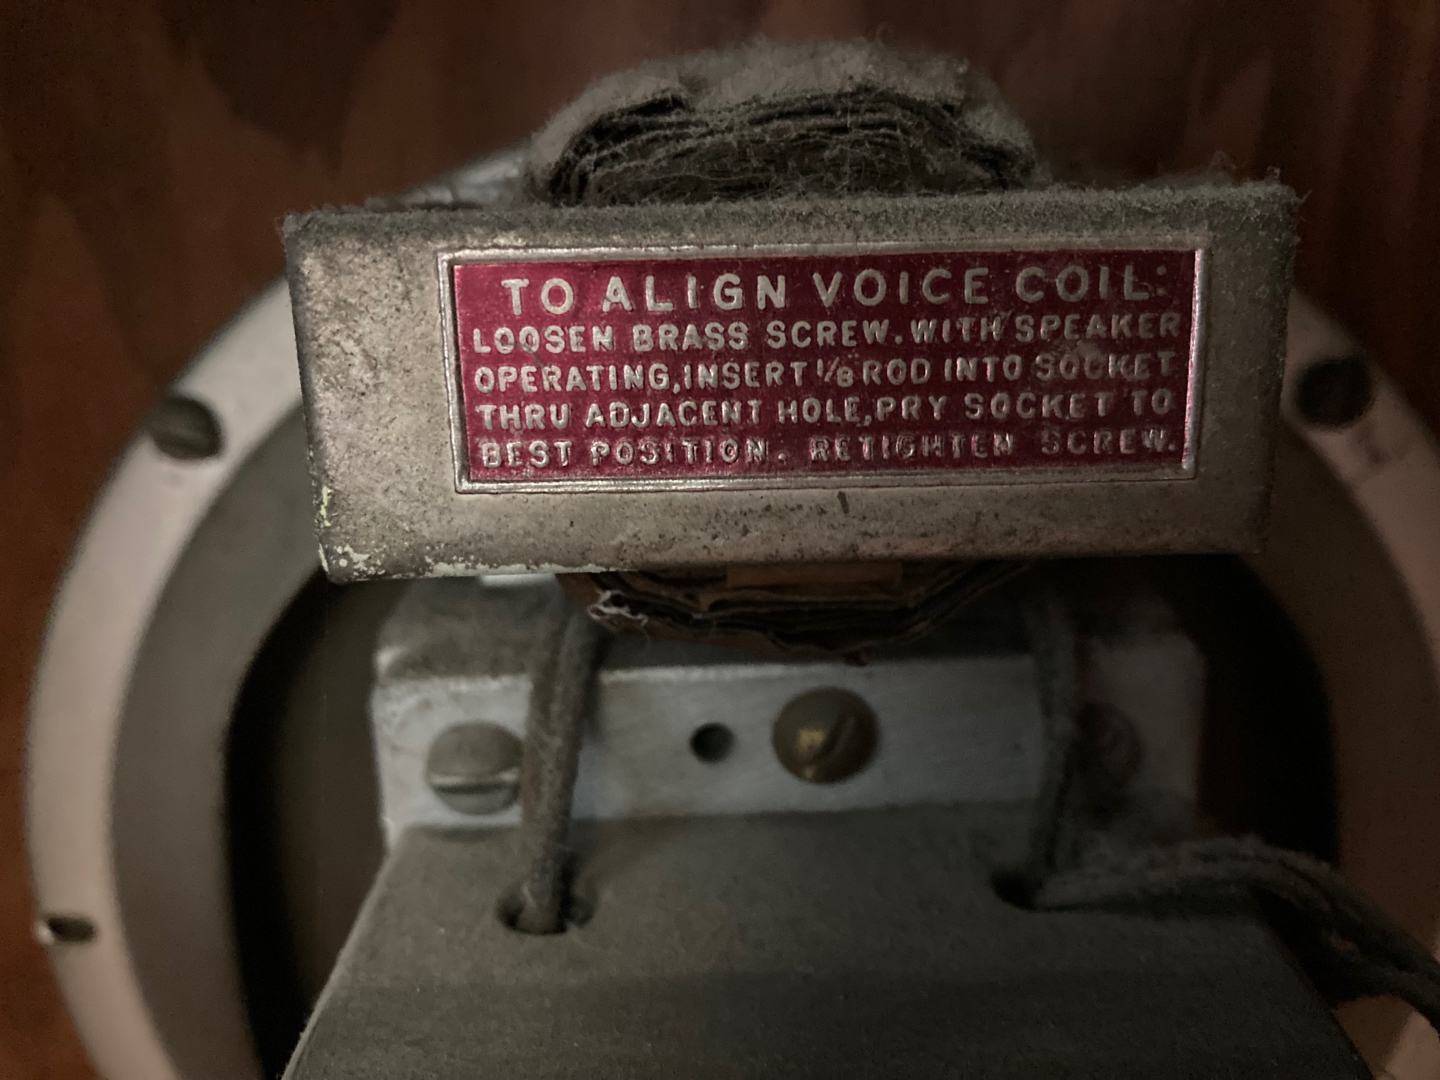 TO ALIGN VOICE COIL:
LOOSEN BRASS SCREW. WITH SPEAKER
OPERATING, INSERT 1/8 ROD INTO SOCKET
THRU ADJACENT HOLE, PRY SOCKET TO
BEST POSITION. RETIGHTEN SCREW.